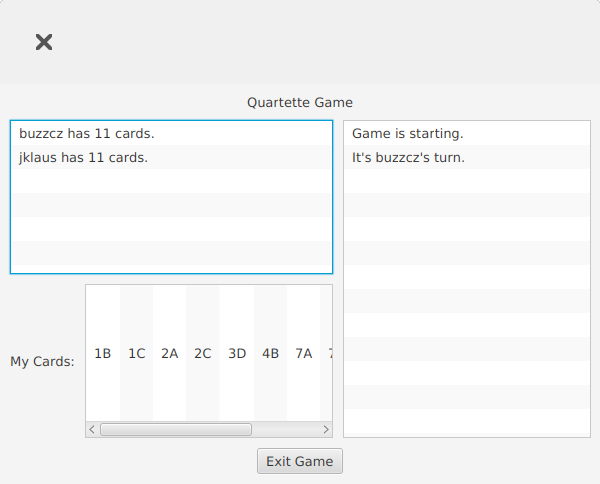 Quartette Game
buzzcz has 11 cards.
jklaus has 11 cards.
Game is starting.
It's buzzcz's turn.
My Cards:
1B 1C 2A 2C 3D 4B 7A
Exit Game